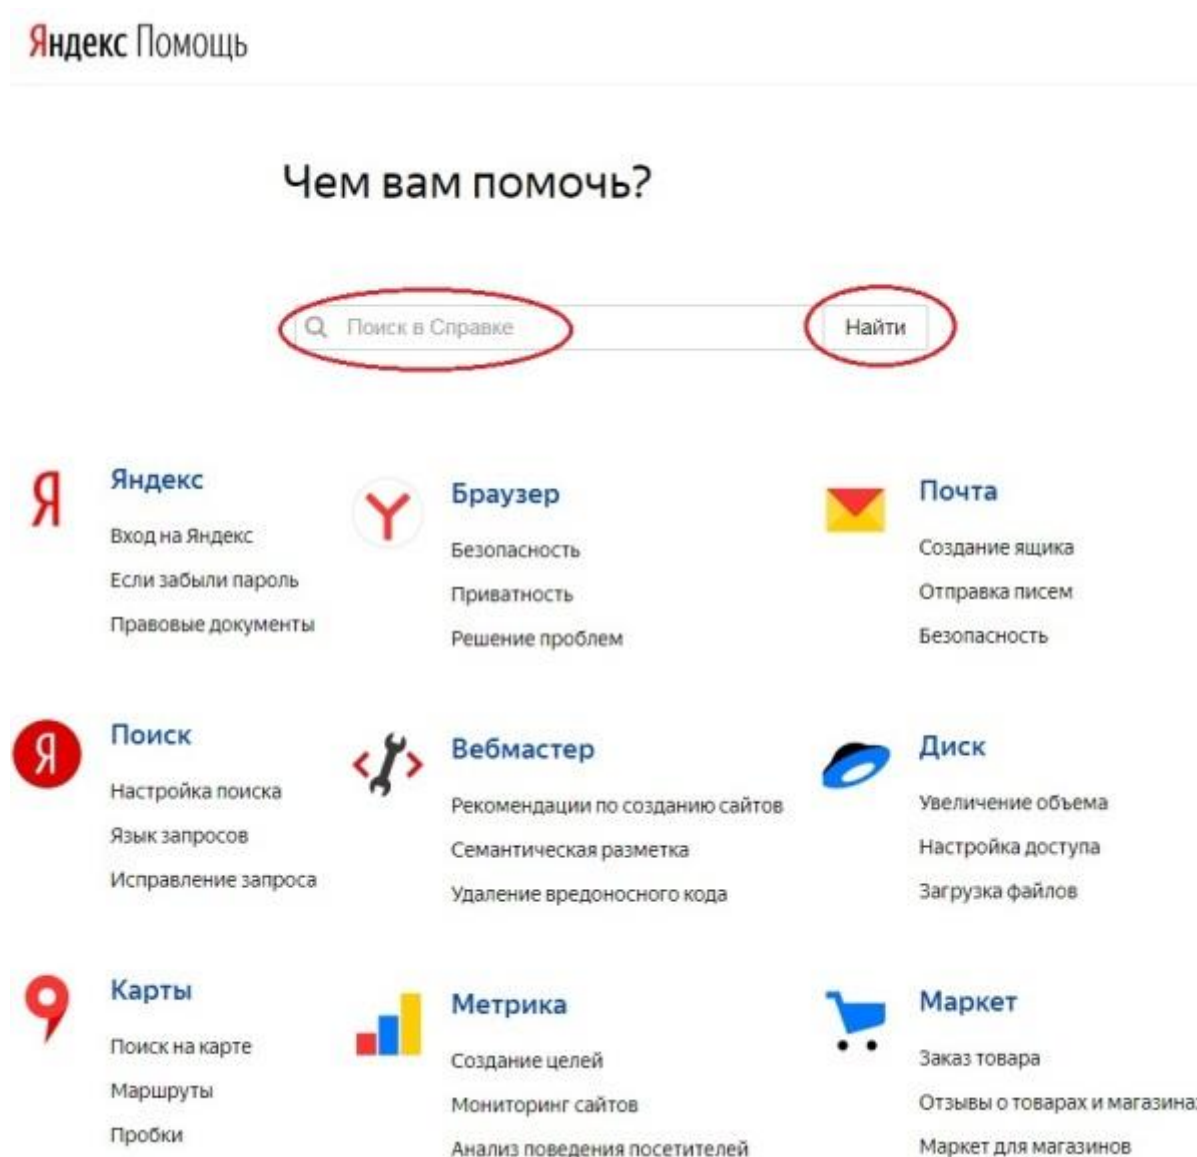 Яндекс Помощь
Чем вам помочь?
Поиск в Справке
Найти
Яндекс
Вход на Яндекс
Если забыли пароль
Правовые документы
Браузер
Безопасность
Приватность
Решение проблем
Почта
Создание ящика
Отправка писем
Безопасность
Поиск
Настройка поиска
Язык запросов
Исправление запроса
Вебмастер
Рекомендации по созданию сайтов
Семантическая разметка
Удаление вредоносного кода
Диск
Увеличение объема
Настройка доступа
Загрузка файлов
Карты
Поиск на карте
Маршруты
Пробки
Метрика
Создание целей
Мониторинг сайтов
Анализ поведения посетителей
Маркет
Заказ товара
Отзывы о товарах и магазинах
Маркет для магазинов